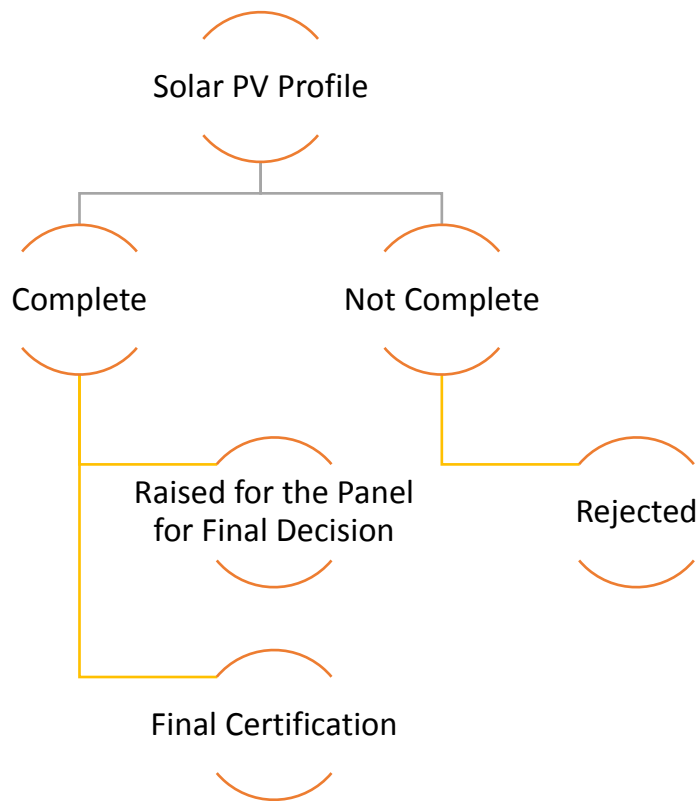 Solar PV Profile
Complete
Not Complete
Raised for the Panel
for Final Decision
Rejected
Final Certification